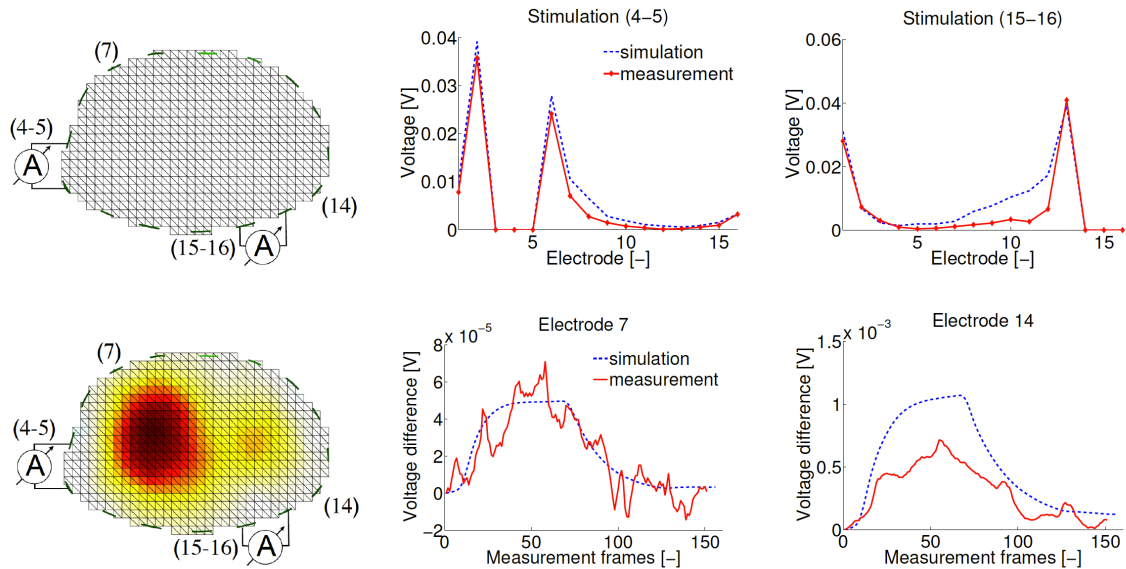 (7)
(4-5)
A
(14)
(15-16)
A
Stimulation (4–5)
0.04
0.03
0.02
0.01
0
Voltage [V]
simulation
measurement
5
10
15
Electrode [–]
Stimulation (15–16)
0.06
0.04
0.02
0
Voltage [V]
5
10
15
Electrode [–]
(7)
(4-5)
A
(14)
(15-16)
A
Electrode 7
x 10⁻⁵
8
6
4
2
0
−2
Voltage difference [V]
simulation
measurement
0
50
100
150
Measurement frames [–]
Electrode 14
x 10⁻³
1.5
1
0.5
0
Voltage difference [V]
0
50
100
150
Measurement frames [–]